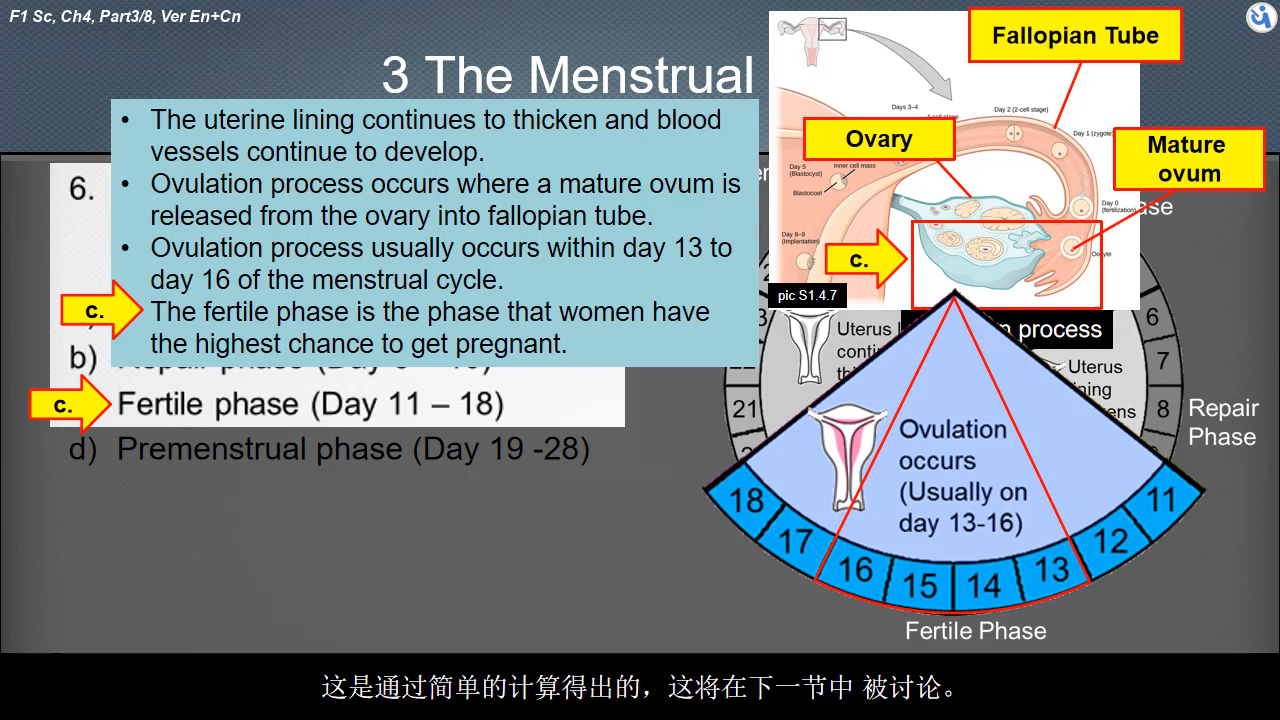 F1 Sc, Ch4, Part3/8, Ver En+Cn
3 The Menstrual
• The uterine lining continues to thicken and blood
vessels continue to develop.
• Ovulation process occurs where a mature ovum is
released from the ovary into fallopian tube.
• Ovulation process usually occurs within day 13 to
day 16 of the menstrual cycle.
c.
The fertile phase is the phase that women have
the highest chance to get pregnant.
6.
b)
c.
Fertile phase (Day 11 – 18)
d) Premenstrual phase (Day 19 -28)
Fallopian Tube
Ovary
Mature
ovum
Days 3–4
Day 2 (2-cell stage)
Day 1 (zygote)
Day 5
(Blastocyst)
Inner cell mass
Blastocoel
Day 0
(fertilization)
Day 8–9
(Implantation)
Oocyte
c.
pic S1.4.7
process
Uterus
Uterus
6
7
8
21
Repair
Phase
Ovulation
occurs
(Usually on
day 13-16)
18
17
16
15
14
13
12
11
Fertile Phase
这是通过简单的计算得出的，这将在下一节中 被讨论。